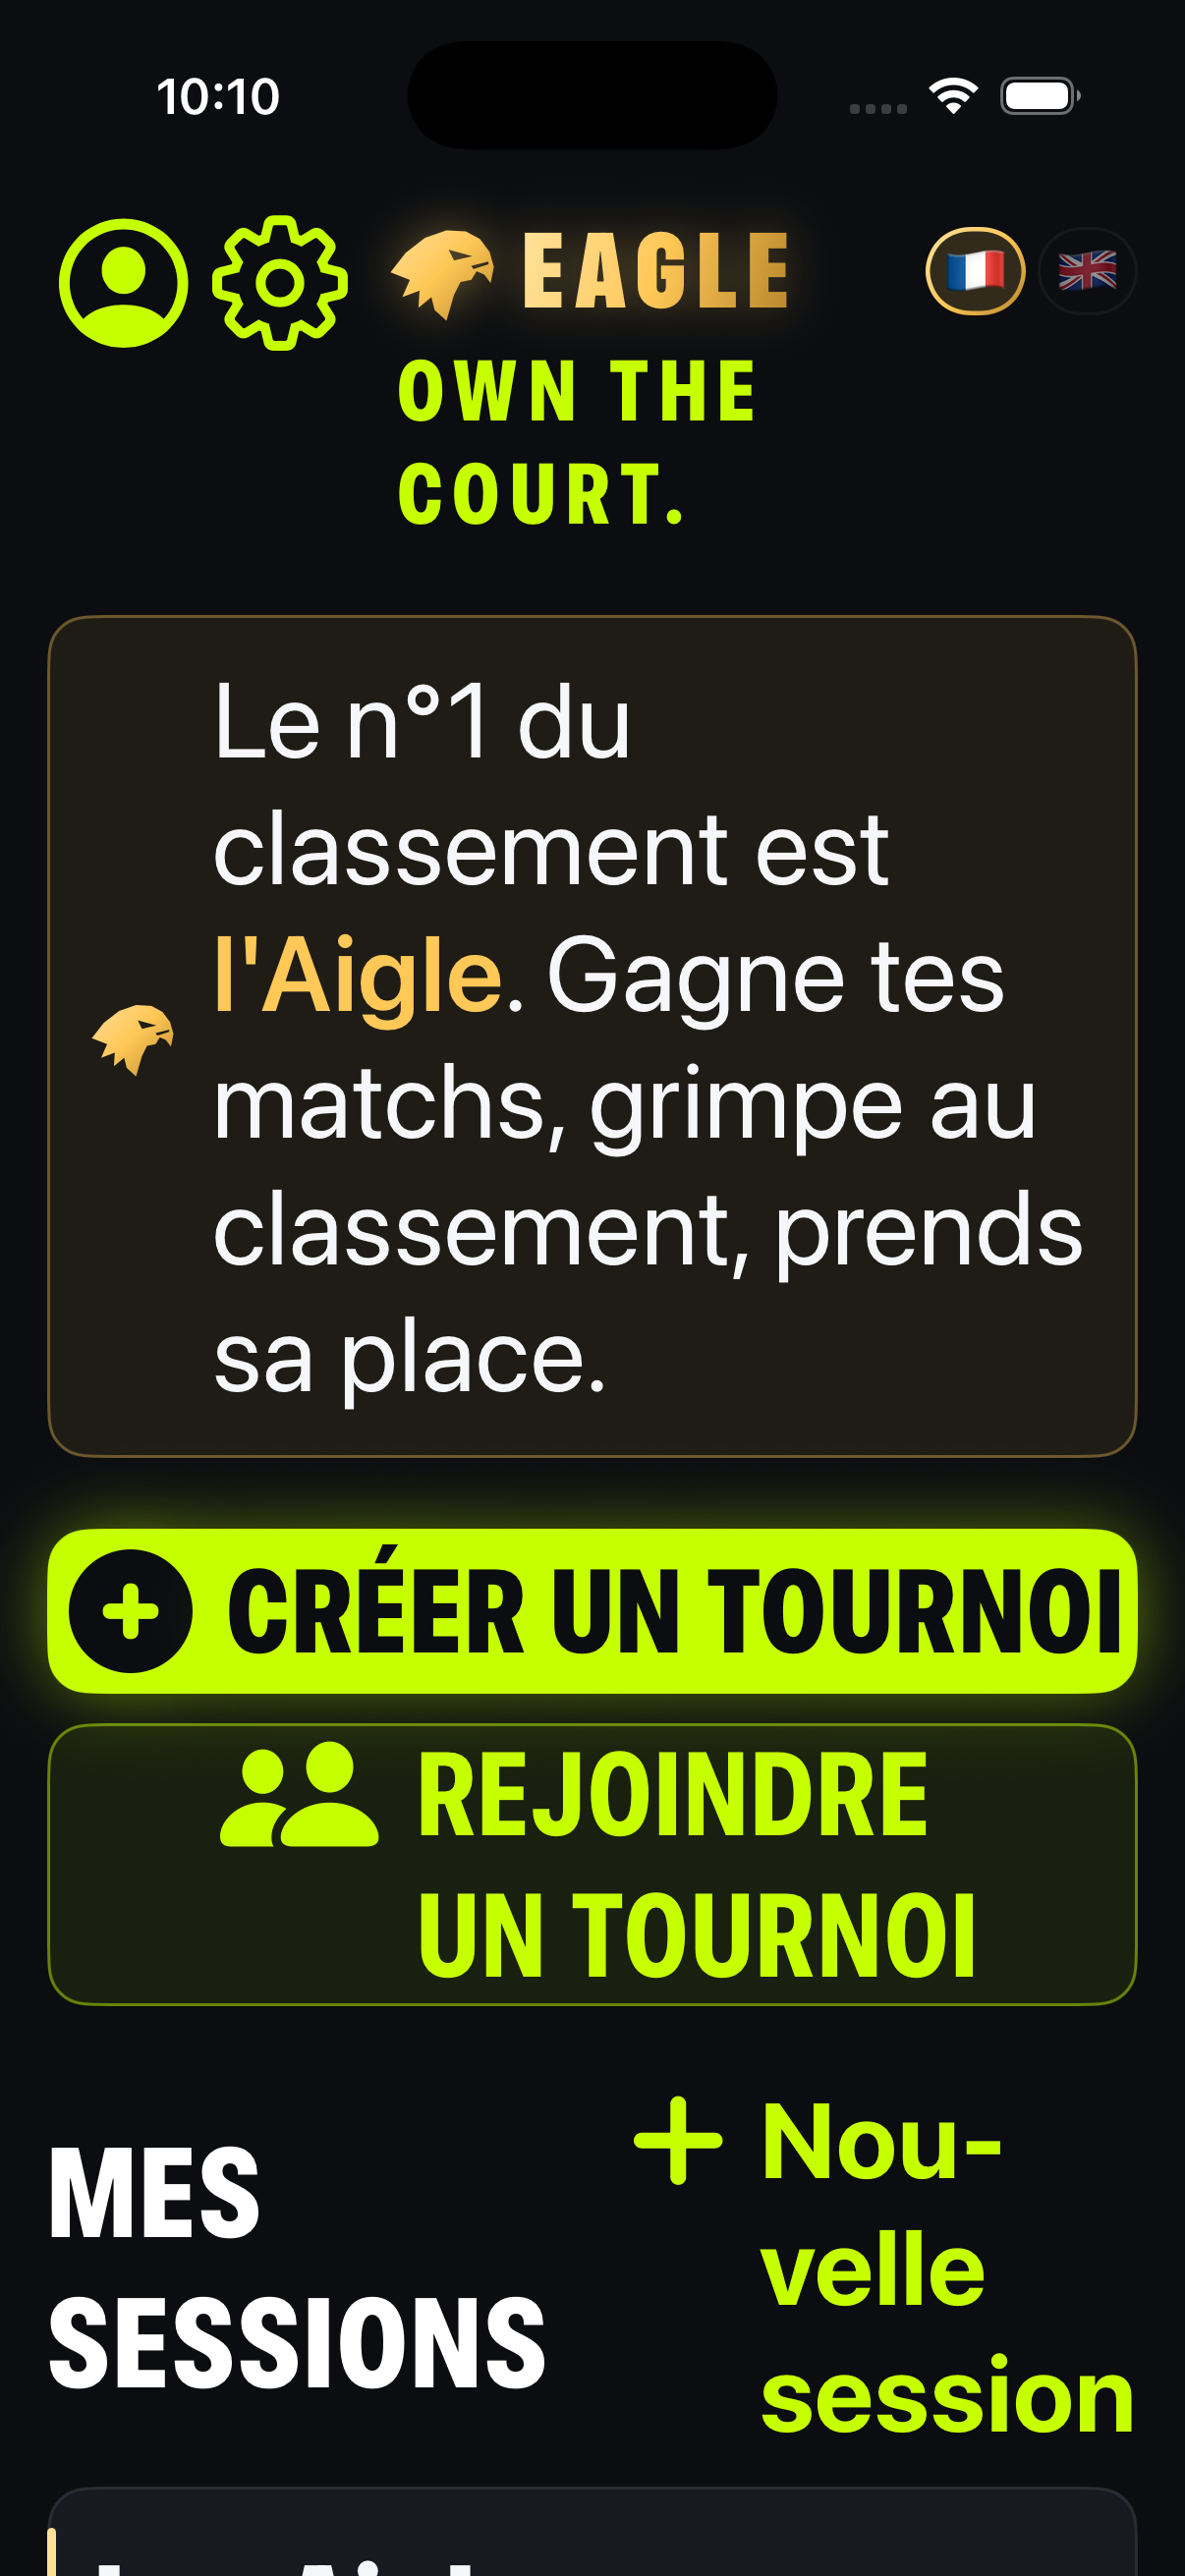 10:10
EAGLE
OWN THE
COURT.
Le n°1 du
classement est
l'Aigle. Gagne tes
matchs, grimpe au
classement, prends
sa place.
CRÉER UN TOURNOI
REJOINDRE
UN TOURNOI
MES
SESSIONS
Nou-
velle
session